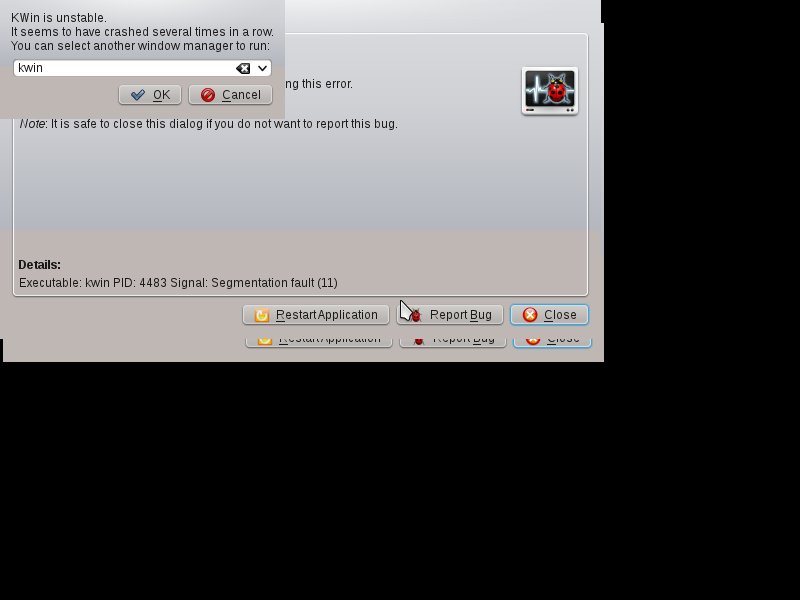 KWin is unstable.
It seems to have crashed several times in a row.
You can select another window manager to run:
kwin
OK Cancel
ng this error.
Note: It is safe to close this dialog if you do not want to report this bug.
Details:
Executable: kwin PID: 4483 Signal: Segmentation fault (11)
Restart Application Report Bug Close
Restart Application Report Bug Close